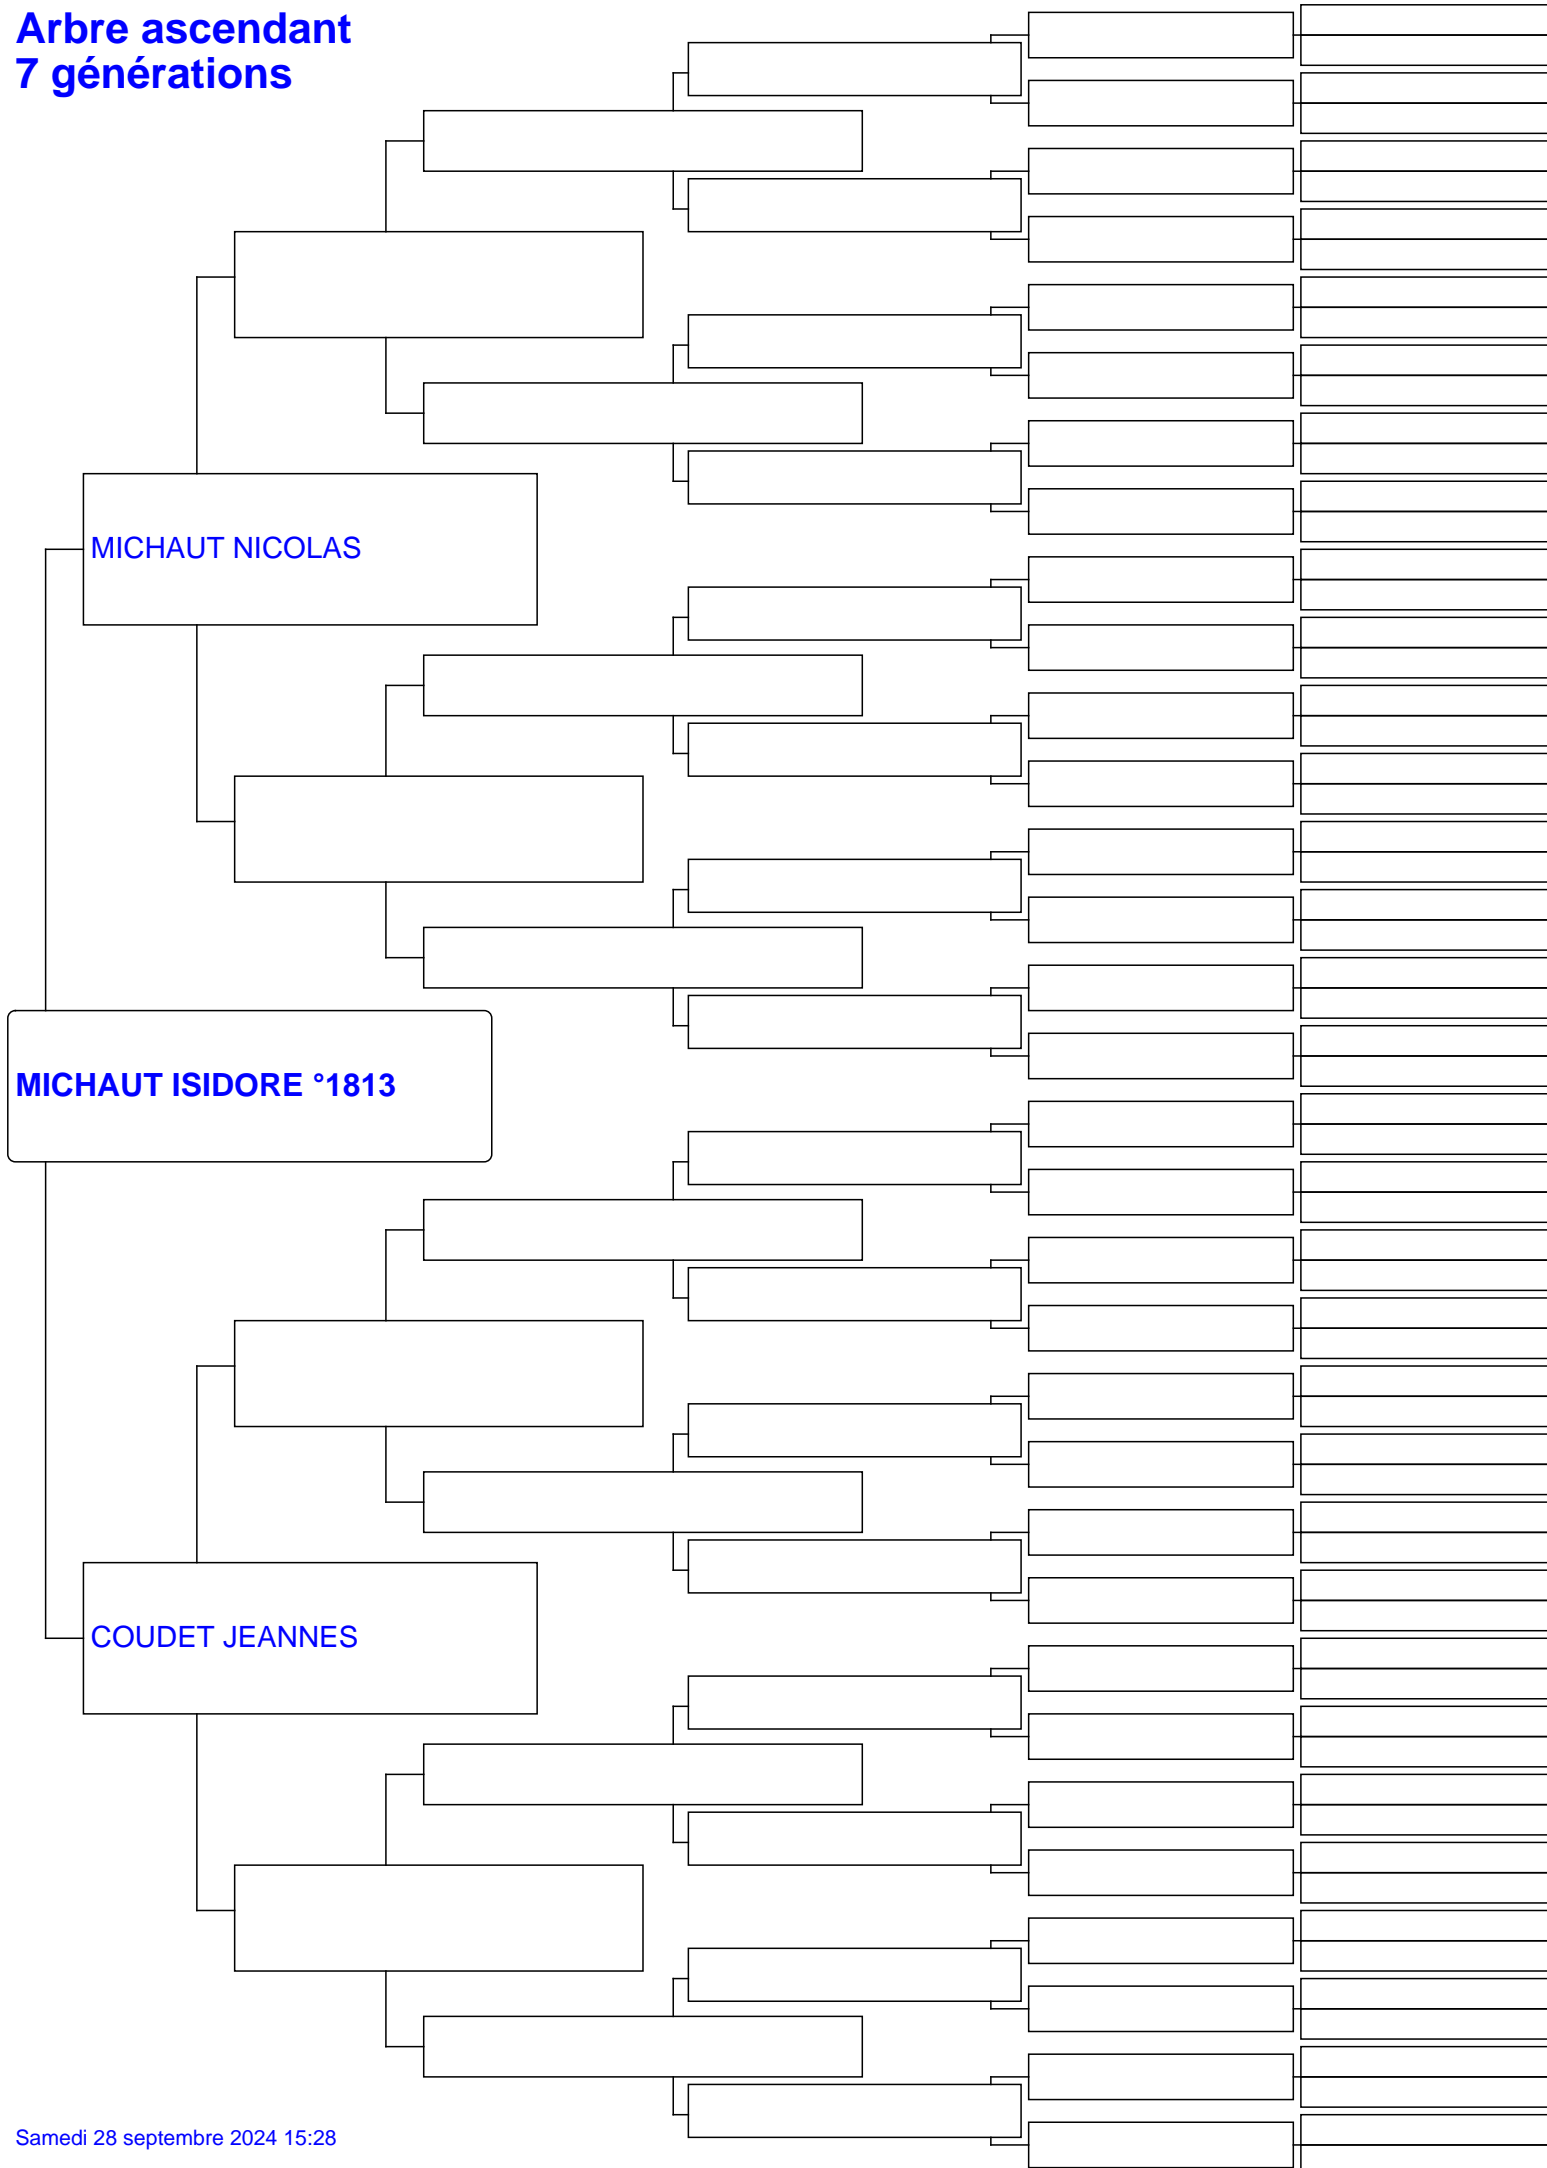 Arbre ascendant
7 générations
MICHAUT NICOLAS
MICHAUT ISIDORE °1813
COUDET JEANNES
Samedi 28 septembre 2024 15:28